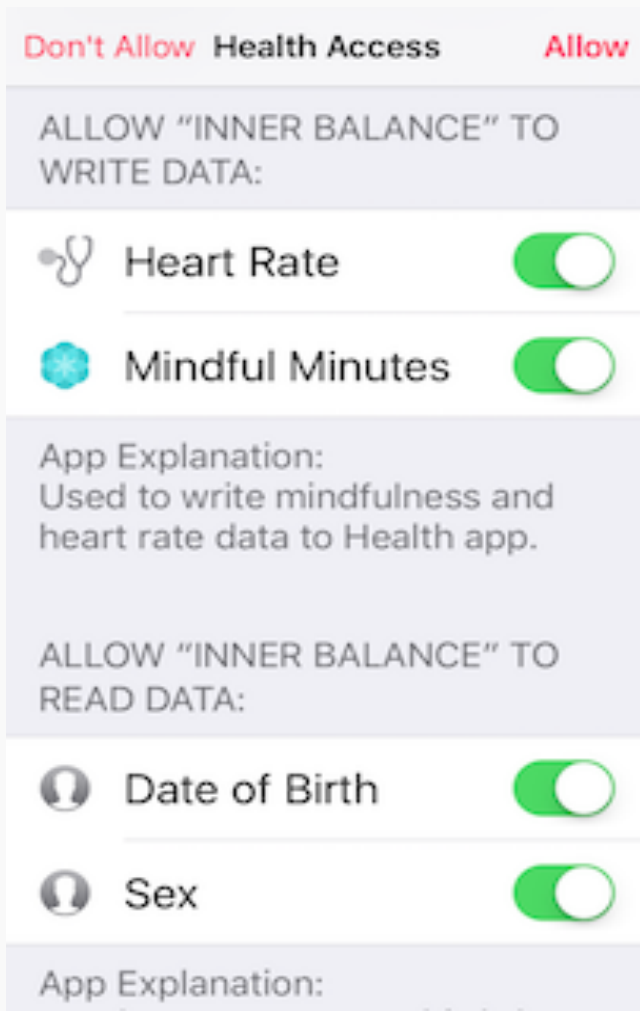 Don't Allow Health Access Allow
ALLOW “INNER BALANCE” TO
WRITE DATA:
Heart Rate
Mindful Minutes
App Explanation:
Used to write mindfulness and
heart rate data to Health app.
ALLOW “INNER BALANCE” TO
READ DATA:
Date of Birth
Sex
App Explanation: